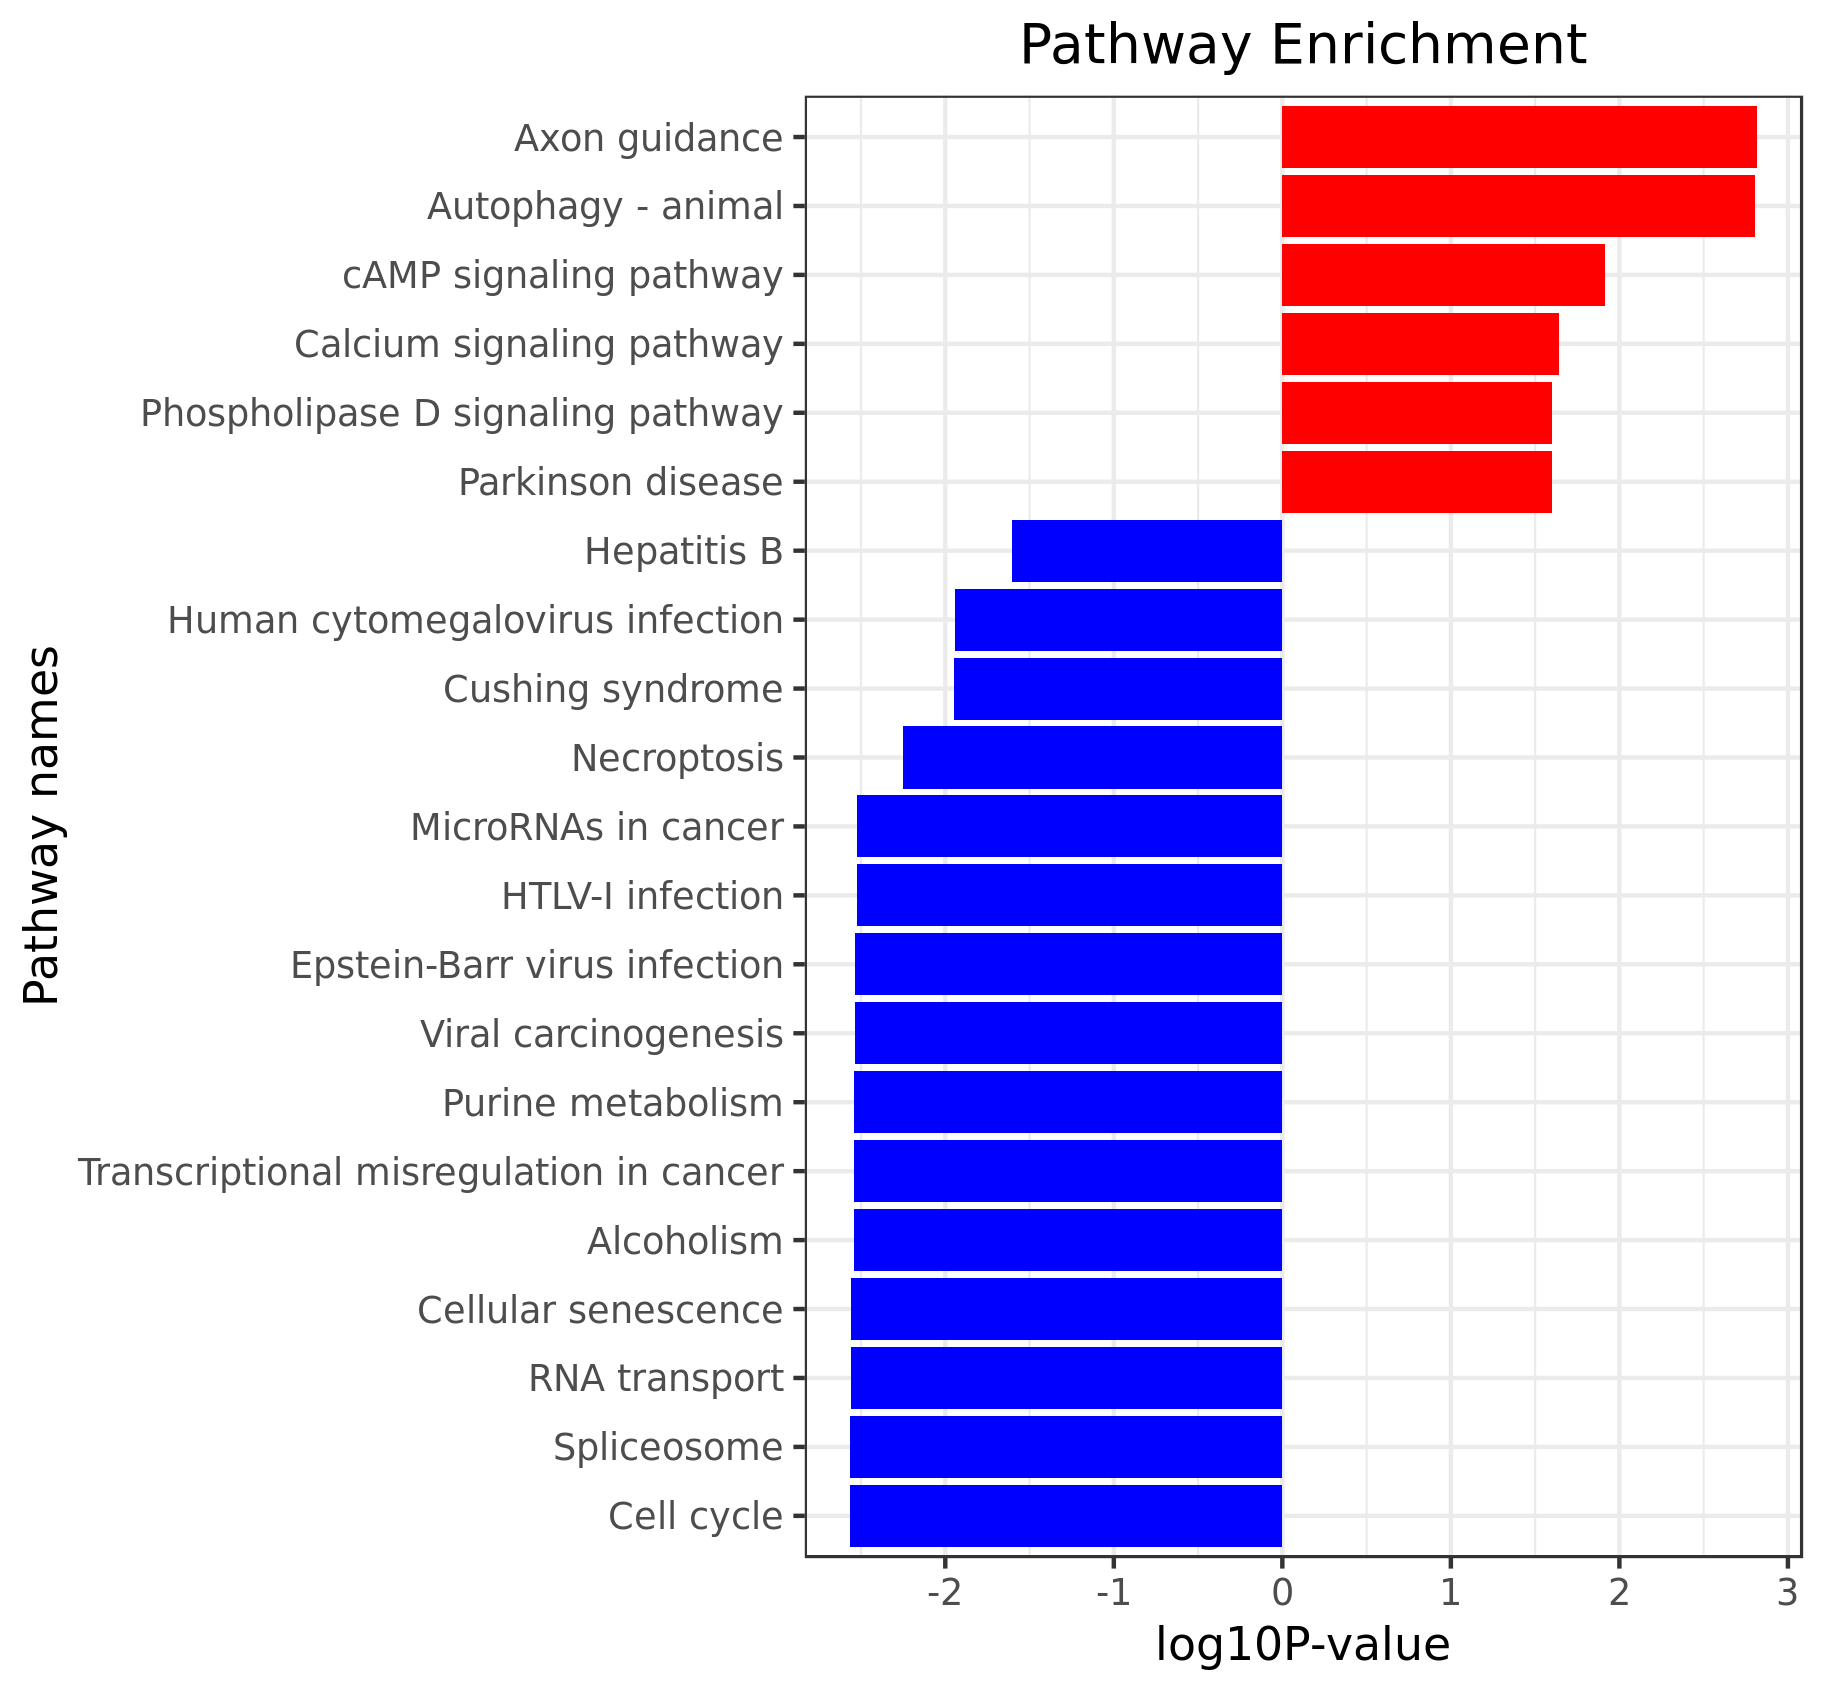 Pathway Enrichment
Axon guidance
Autophagy - animal
cAMP signaling pathway
Calcium signaling pathway
Phospholipase D signaling pathway
Parkinson disease
Hepatitis B
Human cytomegalovirus infection
Cushing syndrome
Necroptosis
MicroRNAs in cancer
HTLV-I infection
Epstein-Barr virus infection
Viral carcinogenesis
Purine metabolism
Transcriptional misregulation in cancer
Alcoholism
Cellular senescence
RNA transport
Spliceosome
Cell cycle
Pathway names
-2 -1 0 1 2 3
log10P-value